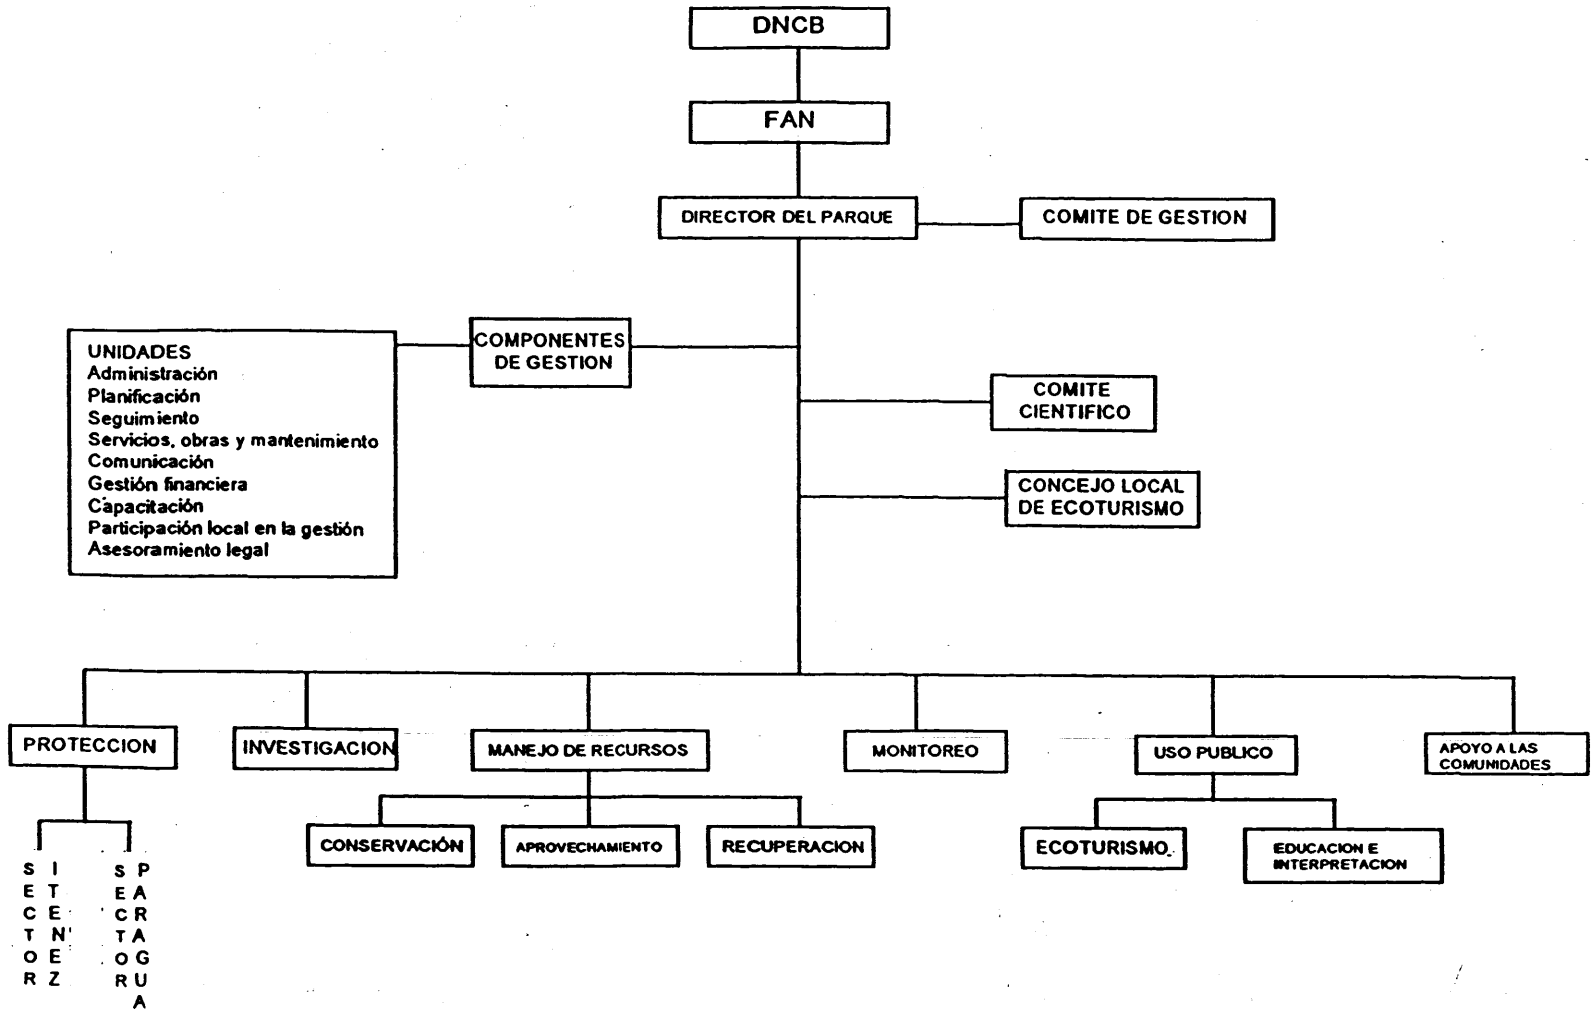 DNCB
FAN
DIRECTOR DEL PARQUE
COMITE DE GESTION
COMPONENTES
DE GESTION
UNIDADES
Administración
Planificación
Seguimiento
Servicios, obras y mantenimiento
Comunicación
Gestión financiera
Capacitación
Participación local en la gestión
Asesoramiento legal
COMITE
CIENTIFICO
CONCEJO LOCAL
DE ECOTURISMO
PROTECCION
INVESTIGACION
MANEJO DE RECURSOS
MONITOREO
USO PUBLICO
APOYO A LAS
COMUNIDADES
CONSERVACIÓN
APROVECHAMIENTO
RECUPERACION
ECOTURISMO
EDUCACION E
INTERPRETACION
SECTOR
ITENEZ
SECTOR
PARAGUA